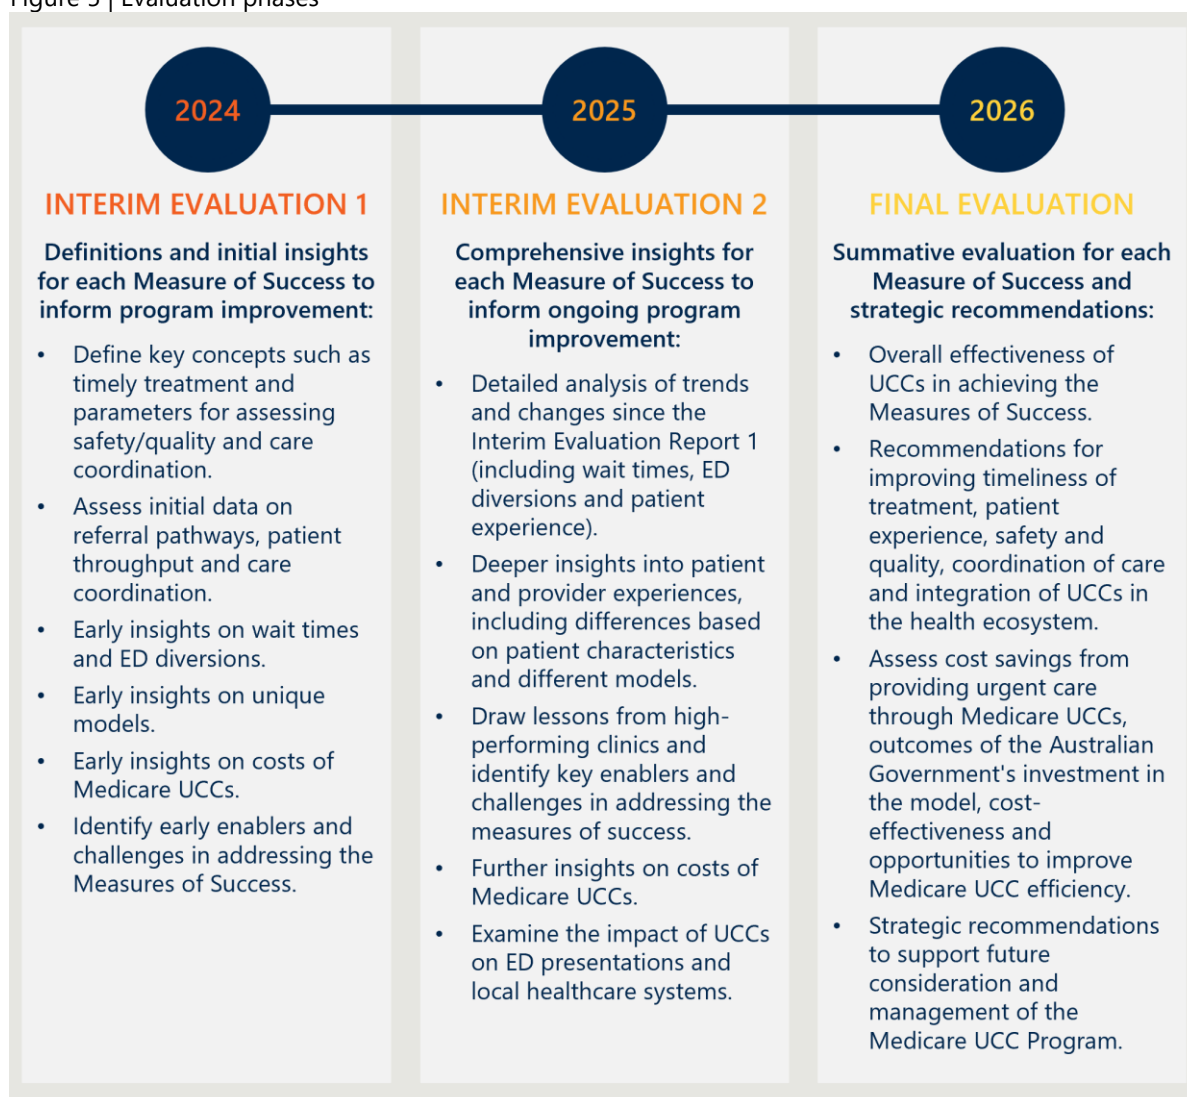 Figure 3 | Evaluation phases
2024
INTERIM EVALUATION 1
Definitions and initial insights
for each Measure of Success to
inform program improvement:
• Define key concepts such as
timely treatment and
parameters for assessing
safety/quality and care
coordination.
• Assess initial data on
referral pathways, patient
throughput and care
coordination.
• Early insights on wait times
and ED diversions.
• Early insights on unique
models.
• Early insights on costs of
Medicare UCCs.
• Identify early enablers and
challenges in addressing the
Measures of Success.
2025
INTERIM EVALUATION 2
Comprehensive insights for
each Measure of Success to
inform ongoing program
improvement:
• Detailed analysis of trends
and changes since the
Interim Evaluation Report 1
(including wait times, ED
diversions and patient
experience).
• Deeper insights into patient
and provider experiences,
including differences based
on patient characteristics
and different models.
• Draw lessons from high-
performing clinics and
identify key enablers and
challenges in addressing the
measures of success.
• Further insights on costs of
Medicare UCCs.
• Examine the impact of UCCs
on ED presentations and
local healthcare systems.
2026
FINAL EVALUATION
Summative evaluation for each
Measure of Success and
strategic recommendations:
• Overall effectiveness of
UCCs in achieving the
Measures of Success.
• Recommendations for
improving timeliness of
treatment, patient
experience, safety and
quality, coordination of care
and integration of UCCs in
the health ecosystem.
• Assess cost savings from
providing urgent care
through Medicare UCCs,
outcomes of the Australian
Government's investment in
the model, cost-
effectiveness and
opportunities to improve
Medicare UCC efficiency.
• Strategic recommendations
to support future
consideration and
management of the
Medicare UCC Program.